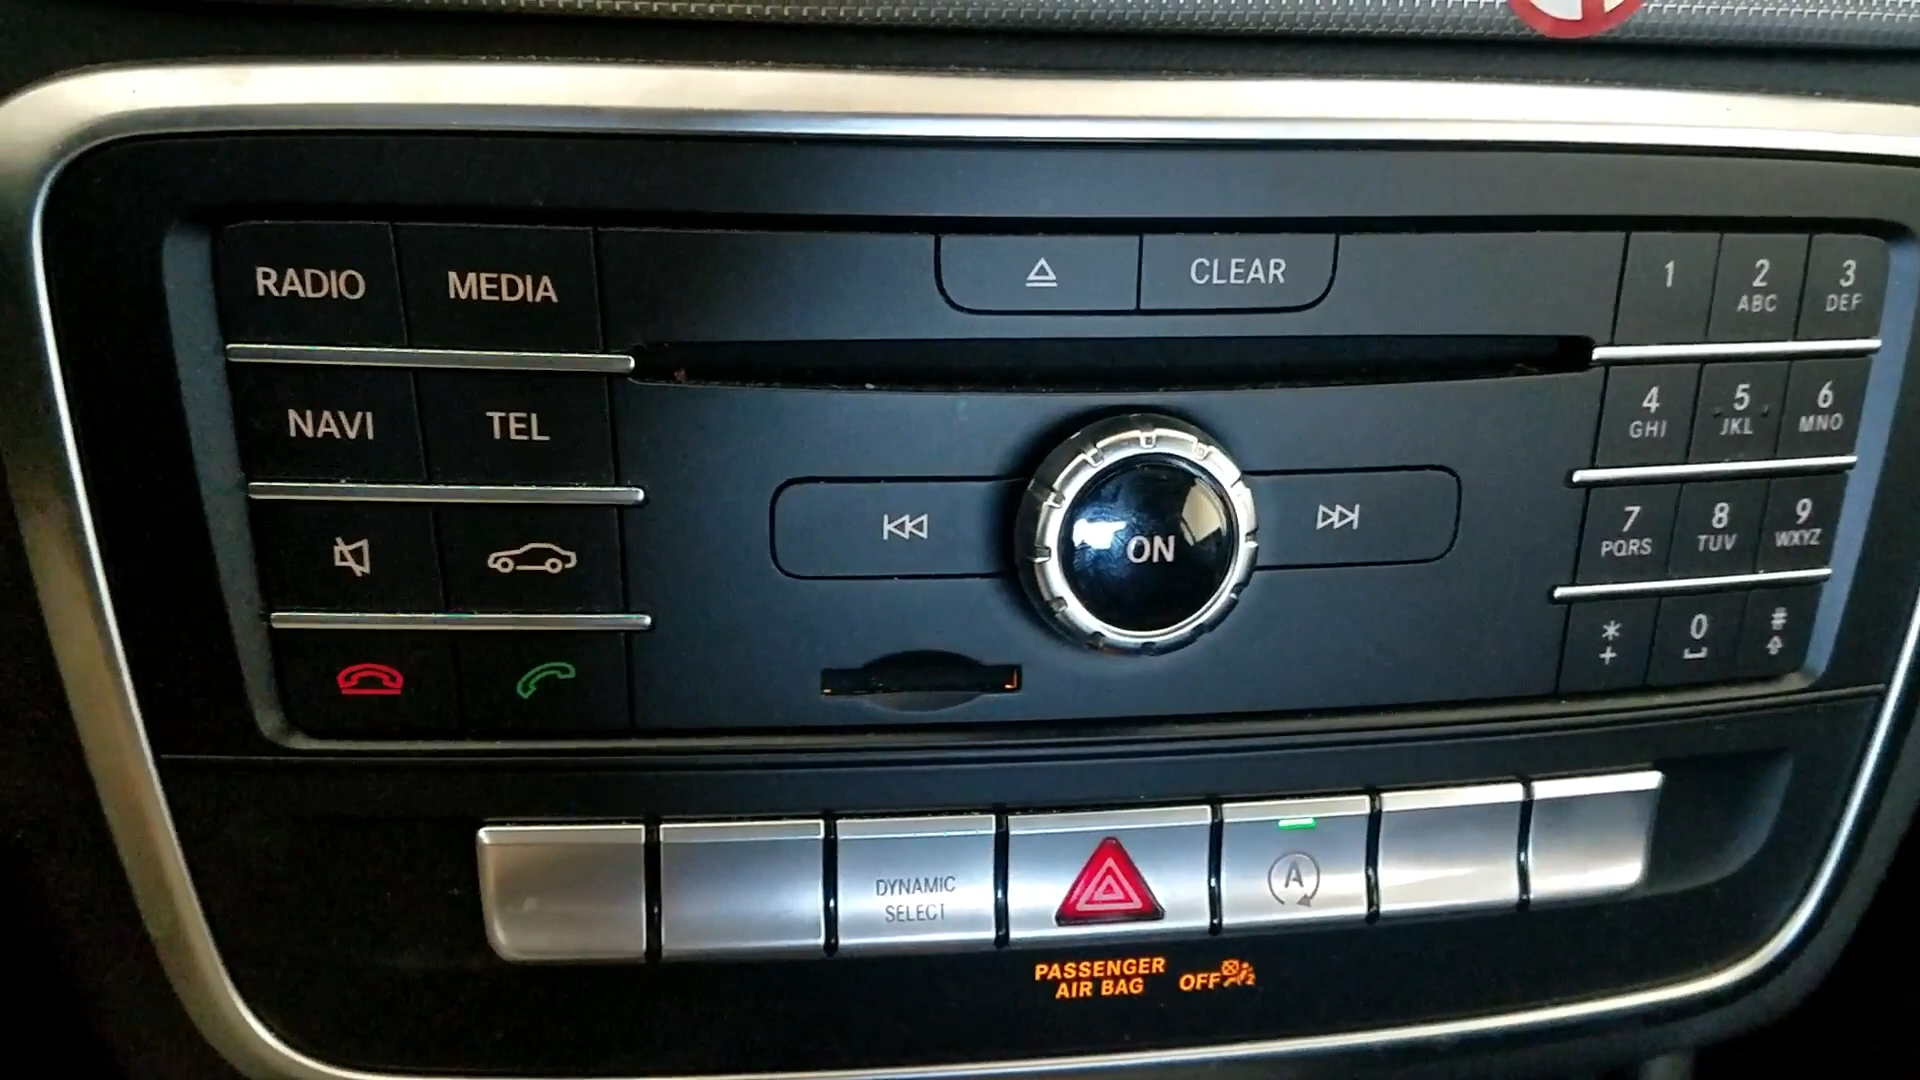 RADIO
MEDIA
CLEAR
1
2
ABC
3
DEF
NAVI
TEL
4
GHI
5
JKL
6
MNO
ON
7
PQRS
8
TUV
9
WXYZ
*
+
0
#
DYNAMIC
SELECT
A
PASSENGER
AIR BAG
OFF
2